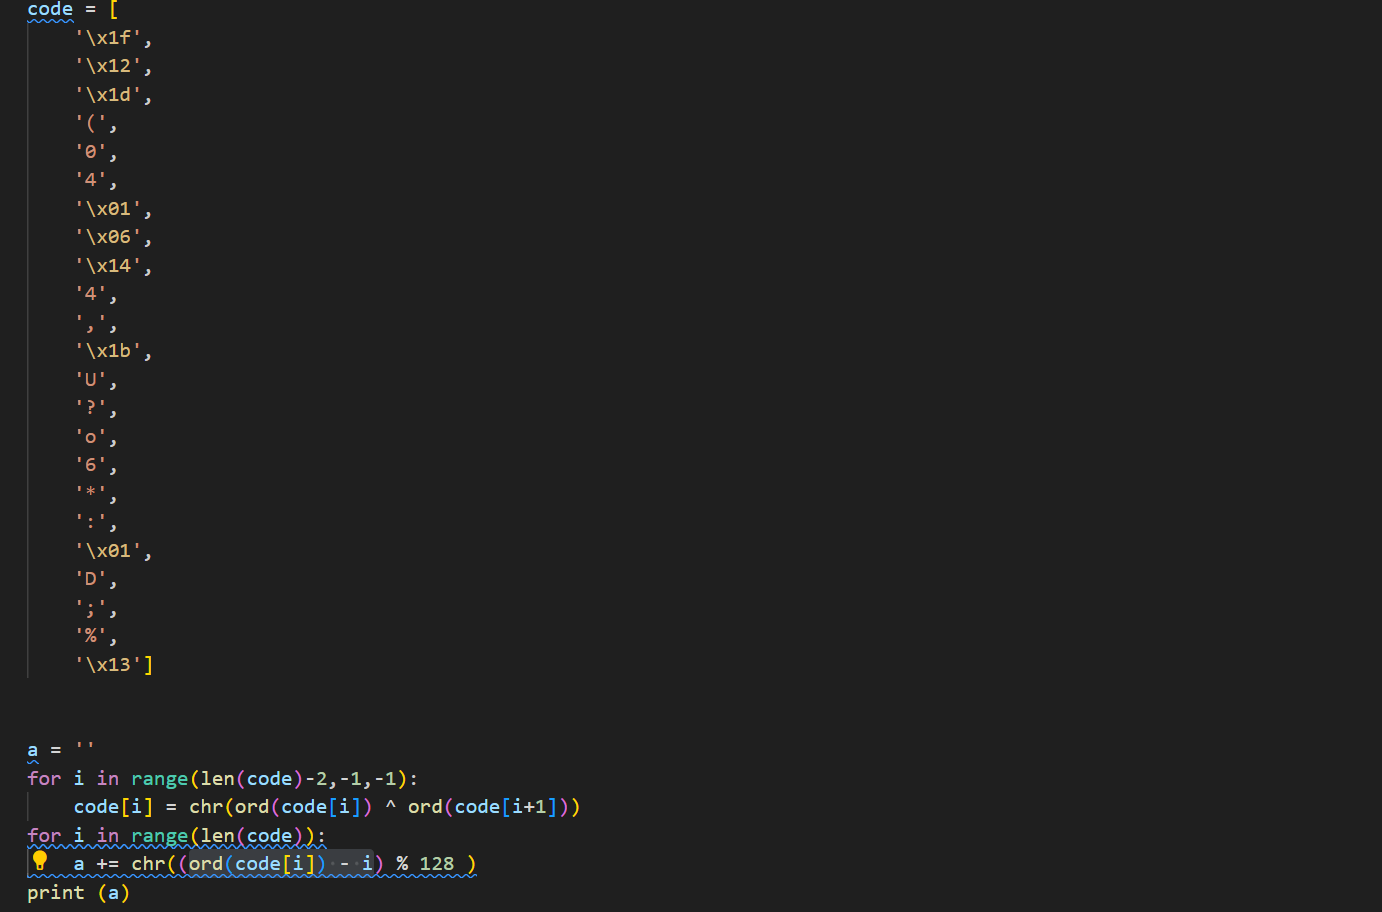 code = [
    '\x1f',
    '\x12',
    '\x1d',
    '(',
    '0',
    '4',
    '\x01',
    '\x06',
    '\x14',
    '4',
    ',',
    '\x1b',
    'U',
    '?',
    'o',
    '6',
    '*',
    ':',
    '\x01',
    'D',
    ';',
    '%',
    '\x13']
a = ''
for i in range(len(code)-2,-1,-1):
    code[i] = chr(ord(code[i]) ^ ord(code[i+1]))
for i in range(len(code)):
    a += chr((ord(code[i]) - i) % 128 )
print (a)